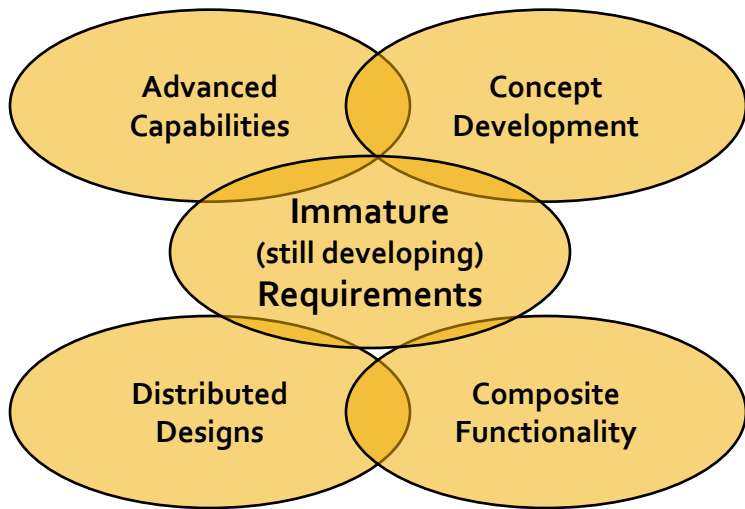 Advanced
Capabilities
Concept
Development
Immature
(still developing)
Requirements
Distributed
Designs
Composite
Functionality